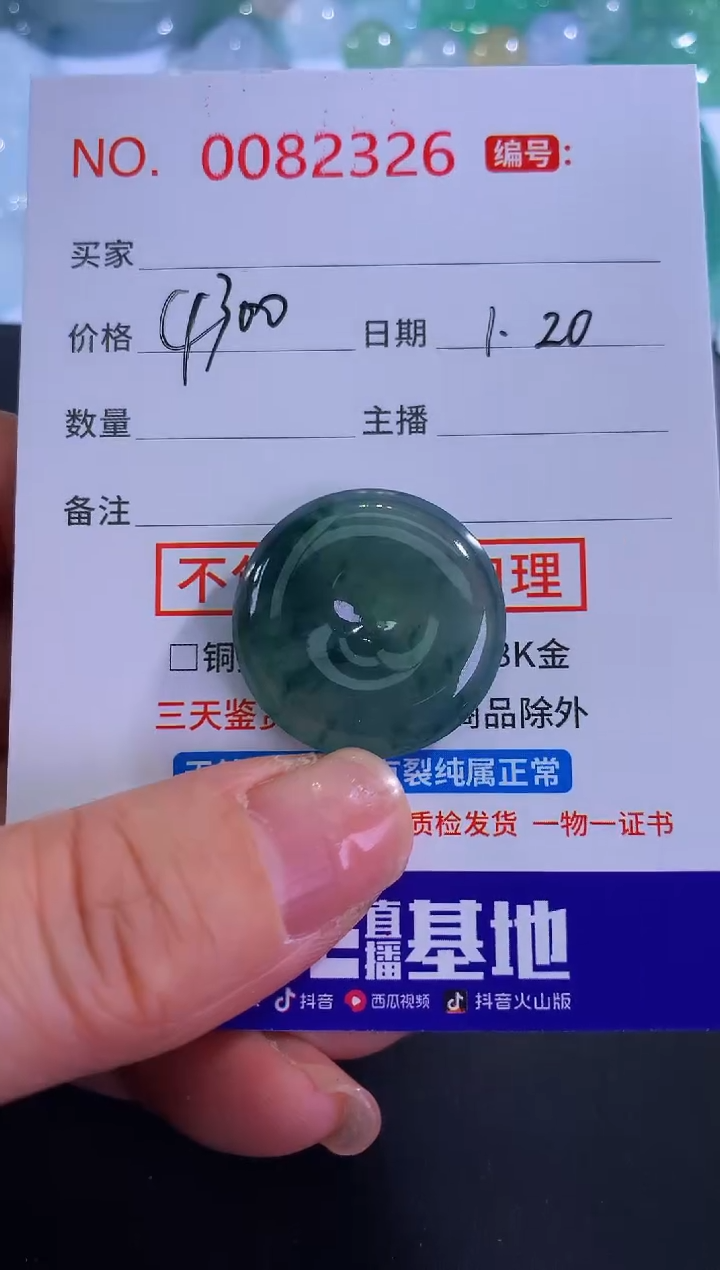 NO. 0082326 编号:
买家
价格 4300 日期 1.20
数量 主播
备注
不 理
□铜 K金
三天鉴 商品除外
裂纯属正常
质检发货 一物一证书
直播基地
抖音 西瓜视频 抖音火山版